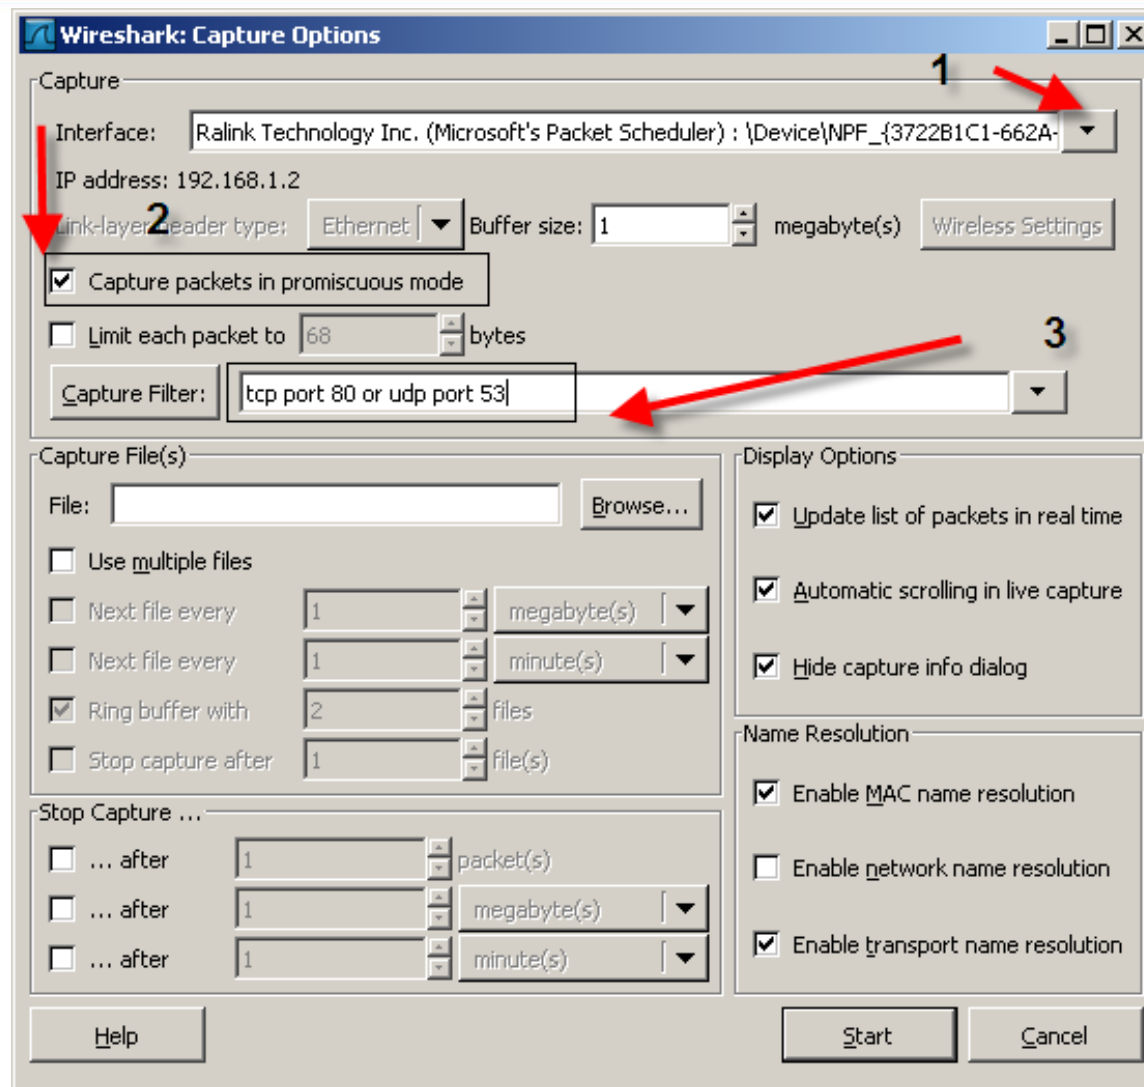 Wireshark: Capture Options
Capture
1
Interface: Ralink Technology Inc. (Microsoft's Packet Scheduler) : \Device\NPF_{3722B1C1-662A-
IP address: 192.168.1.2
Link-layer header type: Ethernet Buffer size: 1 megabyte(s) Wireless Settings
2
Capture packets in promiscuous mode
Limit each packet to 68 bytes
3
Capture Filter: tcp port 80 or udp port 53
Capture File(s)
File: Browse...
Use multiple files
Next file every 1 megabyte(s)
Next file every 1 minute(s)
Ring buffer with 2 files
Stop capture after 1 file(s)
Display Options
Update list of packets in real time
Automatic scrolling in live capture
Hide capture info dialog
Stop Capture ...
... after 1 packet(s)
... after 1 megabyte(s)
... after 1 minute(s)
Name Resolution
Enable MAC name resolution
Enable network name resolution
Enable transport name resolution
Help Start Cancel